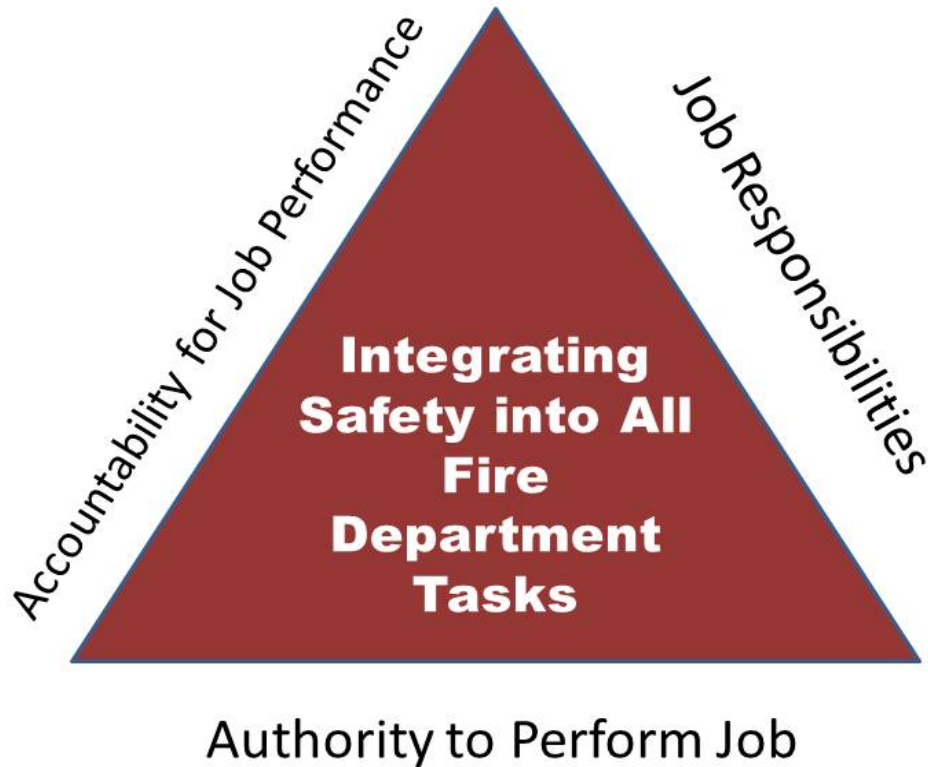 Accountability for Job Performance
Job Responsibilities
Integrating
Safety into All
Fire
Department
Tasks
Authority to Perform Job